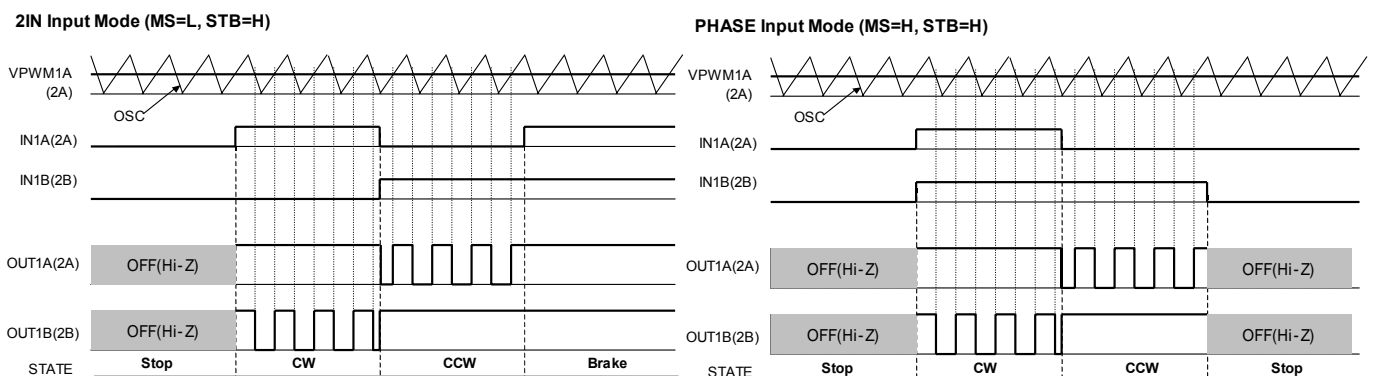 2IN Input Mode (MS=L, STB=H)
VPWM1A
(2A)
OSC
IN1A(2A)
IN1B(2B)
OUT1A(2A)
OFF(Hi-Z)
OUT1B(2B)
OFF(Hi-Z)
STATE
Stop
CW
CCW
Brake
PHASE Input Mode (MS=H, STB=H)
VPWM1A
(2A)
OSC
IN1A(2A)
IN1B(2B)
OUT1A(2A)
OFF(Hi-Z)
OFF(Hi-Z)
OUT1B(2B)
OFF(Hi-Z)
OFF(Hi-Z)
STATE
Stop
CW
CCW
Stop